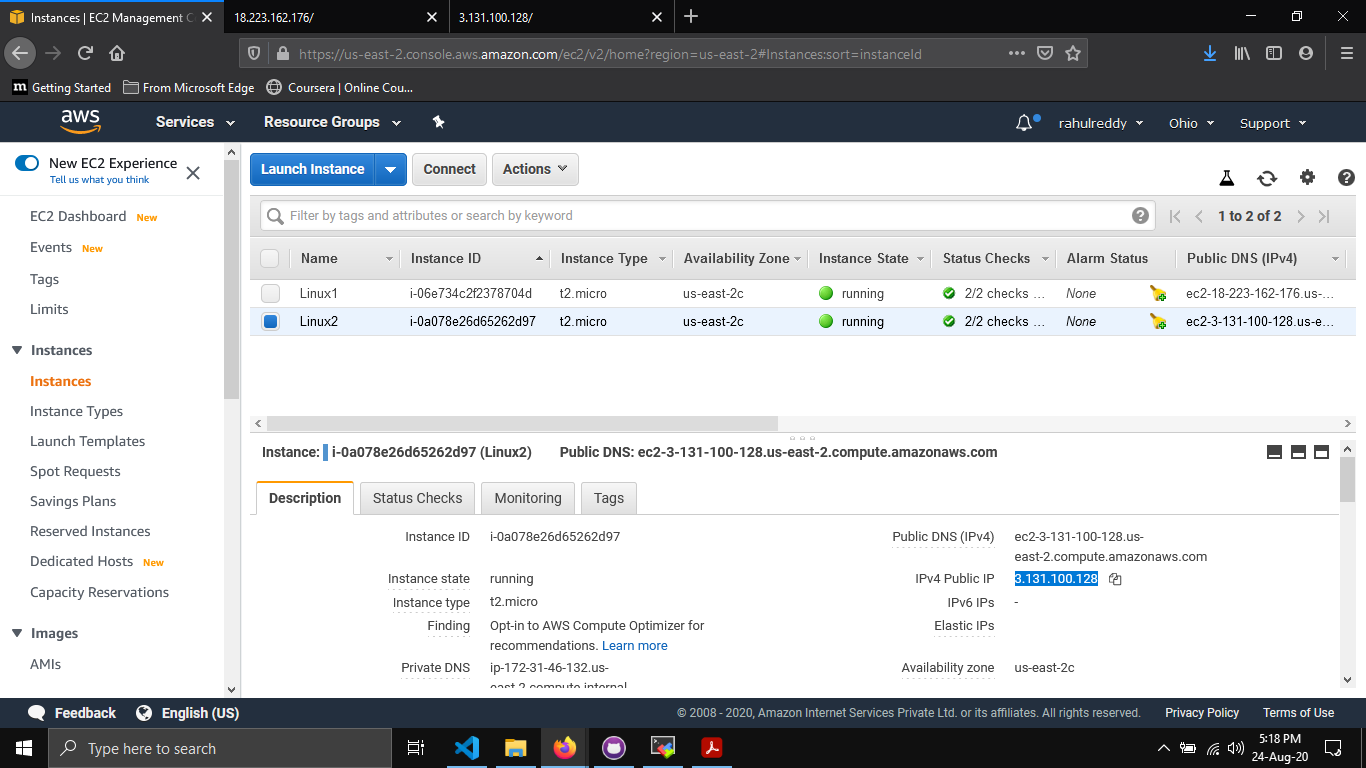 Instances | EC2 Management C
18.223.162.176/
3.131.100.128/
https://us-east-2.console.aws.amazon.com/ec2/v2/home?region=us-east-2#Instances:sort=instanceId
m Getting Started From Microsoft Edge Coursera | Online Cou...
aws Services Resource Groups rahulreddy Ohio Support
New EC2 Experience
Tell us what you think
EC2 Dashboard New
Events New
Tags
Limits
Instances
Instances
Instance Types
Launch Templates
Spot Requests
Savings Plans
Reserved Instances
Dedicated Hosts New
Capacity Reservations
Images
AMIs
Launch Instance Connect Actions
Filter by tags and attributes or search by keyword
1 to 2 of 2
Name Instance ID Instance Type Availability Zone Instance State Status Checks Alarm Status Public DNS (IPv4)
Linux1 i-06e734c2f2378704d t2.micro us-east-2c running 2/2 checks ... None ec2-18-223-162-176.us-...
Linux2 i-0a078e26d65262d97 t2.micro us-east-2c running 2/2 checks ... None ec2-3-131-100-128.us-e...
Instance: i-0a078e26d65262d97 (Linux2) Public DNS: ec2-3-131-100-128.us-east-2.compute.amazonaws.com
Description Status Checks Monitoring Tags
Instance ID i-0a078e26d65262d97
Instance state running
Instance type t2.micro
Finding Opt-in to AWS Compute Optimizer for
recommendations. Learn more
Private DNS ip-172-31-46-132.us-
east-2.compute.internal
Public DNS (IPv4) ec2-3-131-100-128.us-
east-2.compute.amazonaws.com
IPv4 Public IP 3.131.100.128
IPv6 IPs -
Elastic IPs
Availability zone us-east-2c
Feedback English (US) © 2008 - 2020, Amazon Internet Services Private Ltd. or its affiliates. All rights reserved. Privacy Policy Terms of Use
Type here to search
5:18 PM
24-Aug-20